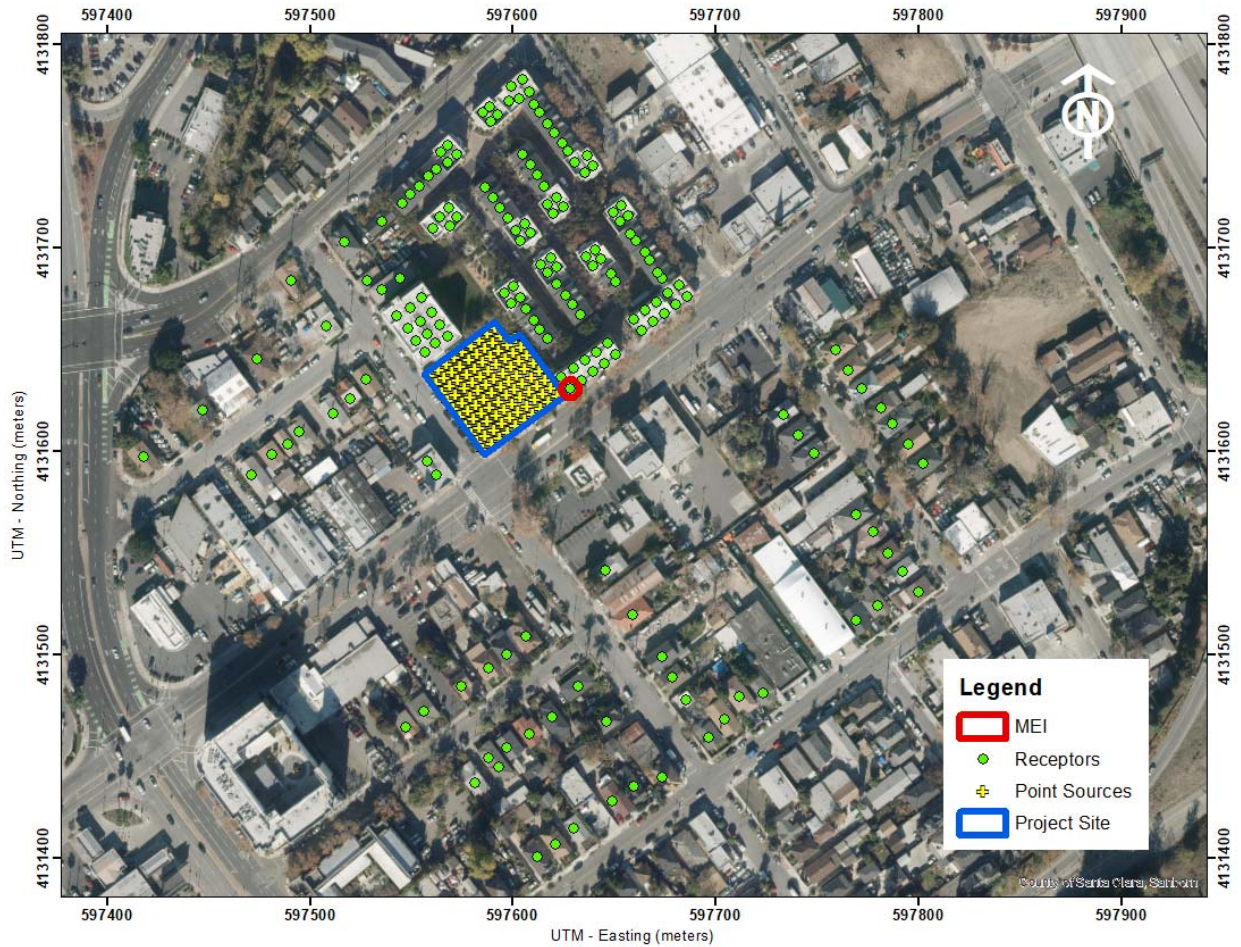 597400 597500 597600 597700 597800 597900
4131800
4131700
4131600
4131500
4131400
UTM - Northing (meters)
4131800
4131700
4131600
4131500
4131400
N
Legend
MEI
Receptors
Point Sources
Project Site
County of Santa Clara, Sanborn
597400 597500 597600 597700 597800 597900
UTM - Easting (meters)